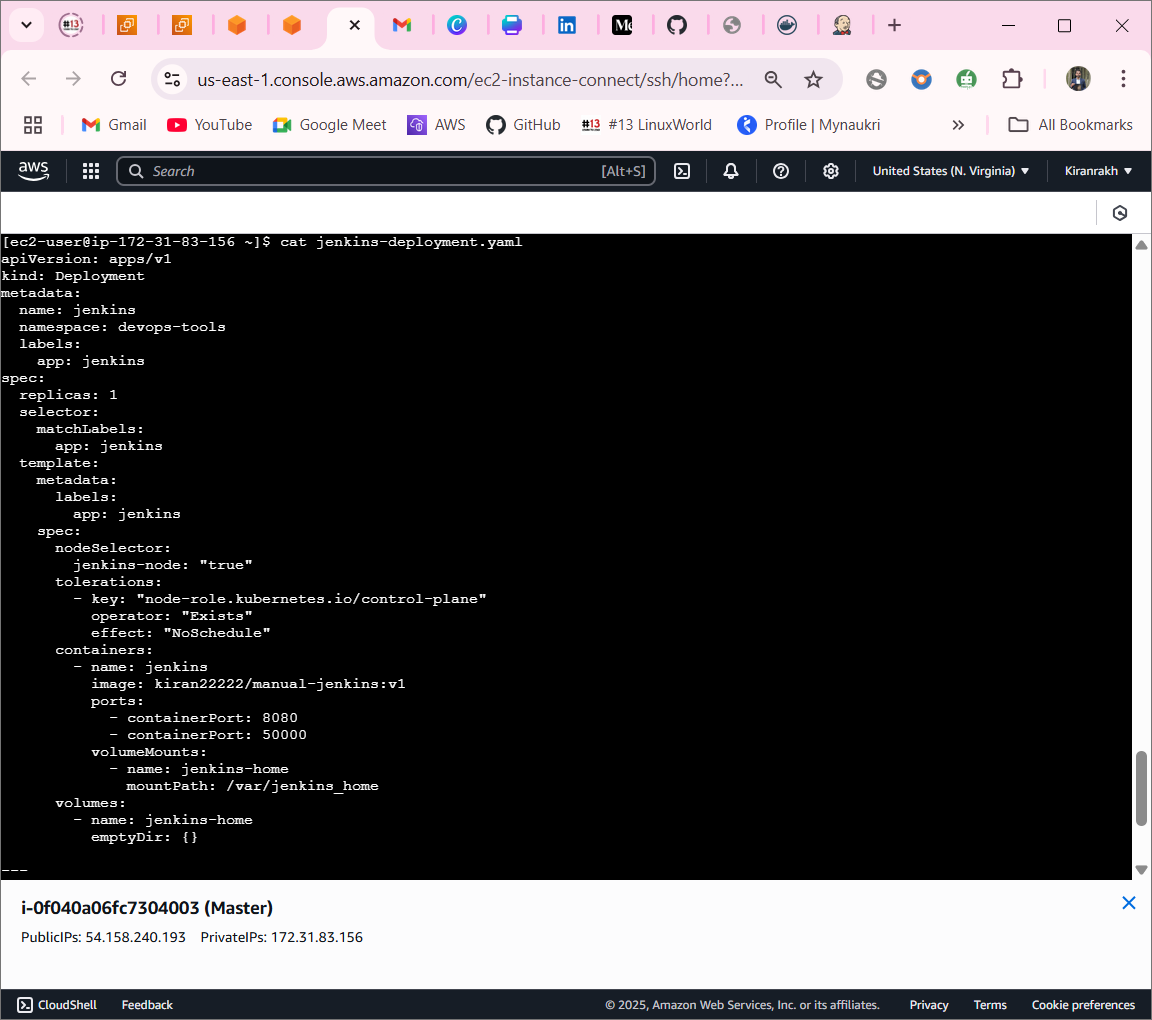 #13
M
us-east-1.console.aws.amazon.com/ec2-instance-connect/ssh/home?...
Gmail
YouTube
Google Meet
AWS
GitHub
#13 #13 LinuxWorld
Profile | Mynaukri
»
All Bookmarks
aws
Search
[Alt+S]
United States (N. Virginia)
Kiranrakh
[ec2-user@ip-172-31-83-156 ~]$ cat jenkins-deployment.yaml
apiVersion: apps/v1
kind: Deployment
metadata:
  name: jenkins
  namespace: devops-tools
  labels:
    app: jenkins
spec:
  replicas: 1
  selector:
    matchLabels:
      app: jenkins
  template:
    metadata:
      labels:
        app: jenkins
    spec:
      nodeSelector:
        jenkins-node: "true"
      tolerations:
        - key: "node-role.kubernetes.io/control-plane"
          operator: "Exists"
          effect: "NoSchedule"
      containers:
        - name: jenkins
          image: kiran22222/manual-jenkins:v1
          ports:
            - containerPort: 8080
            - containerPort: 50000
          volumeMounts:
            - name: jenkins-home
              mountPath: /var/jenkins_home
      volumes:
        - name: jenkins-home
          emptyDir: {}

---
i-0f040a06fc7304003 (Master)
PublicIPs: 54.158.240.193 PrivateIPs: 172.31.83.156
CloudShell
Feedback
© 2025, Amazon Web Services, Inc. or its affiliates.
Privacy
Terms
Cookie preferences